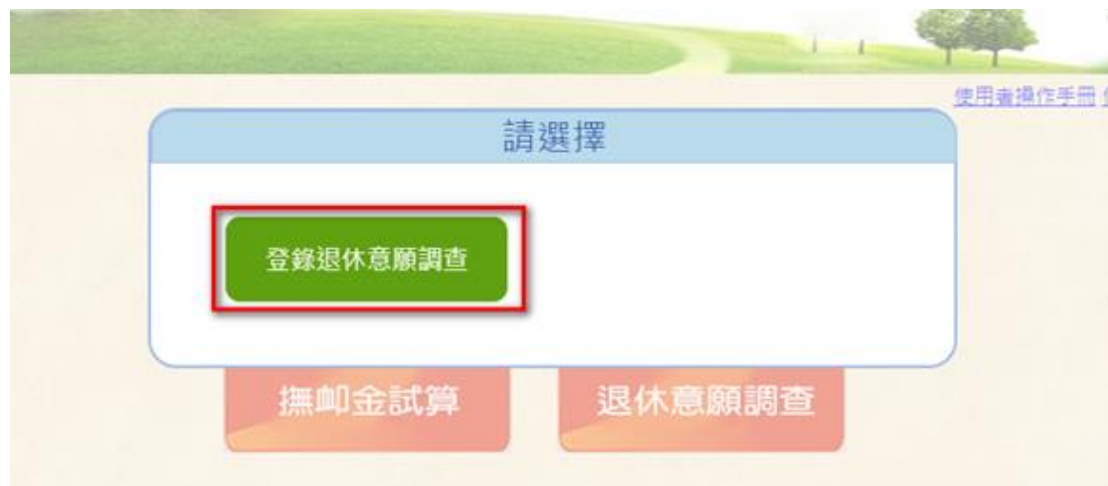 使用者操作手冊
請選擇
登錄退休意願調查
撫卹金試算
退休意願調查